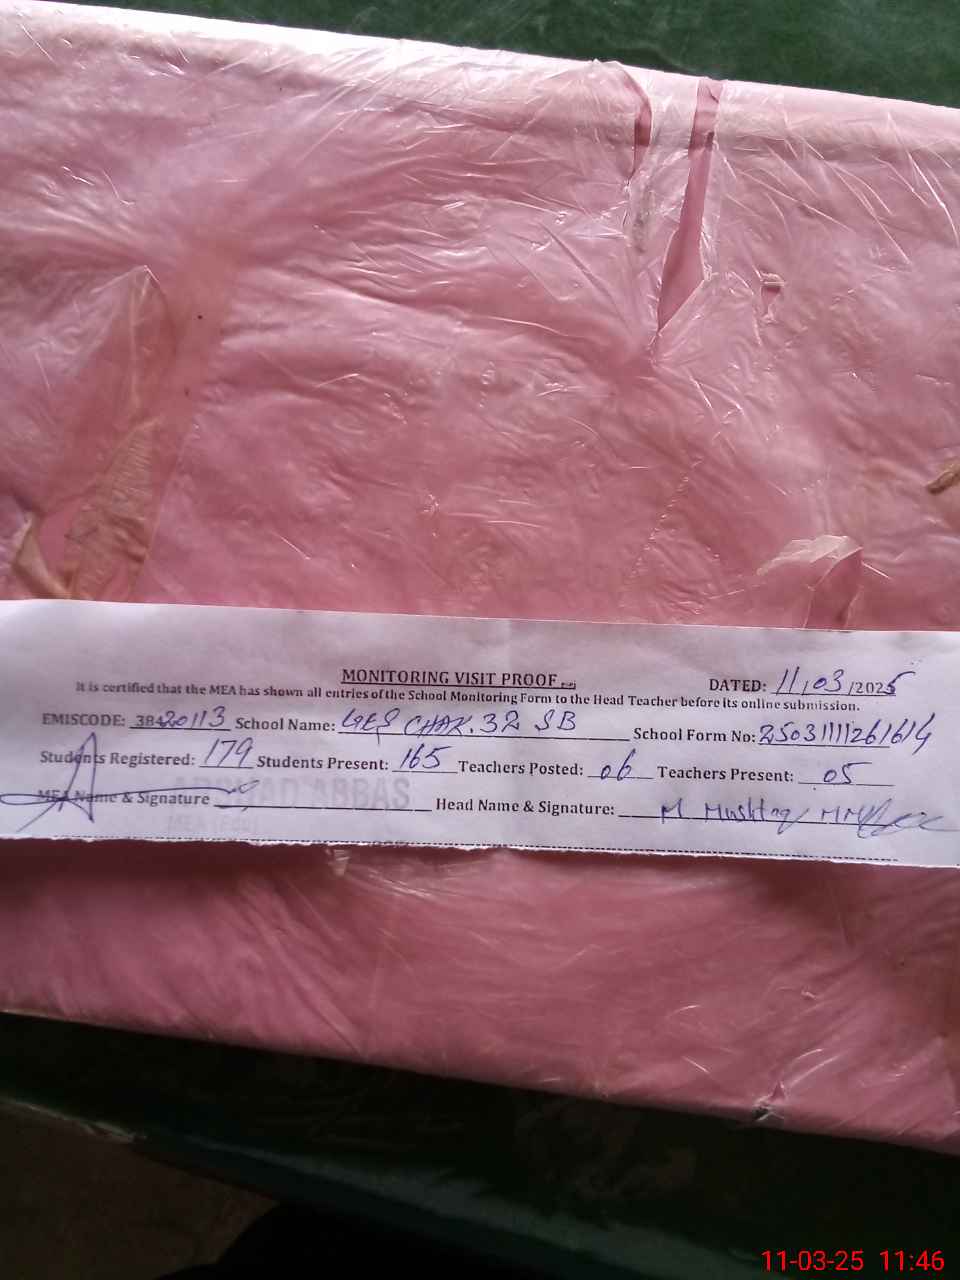 MONITORING VISIT PROOF
DATED: 11/03/2025
It is certified that the MEA has shown all entries of the School Monitoring Form to the Head Teacher before its online submission.
EMISCODE: 38420113 School Name: GES CHAK. 32 SB School Form No: 25031111261614
Students Registered: 179 Students Present: 165 Teachers Posted: 06 Teachers Present: 05
MEA Name & Signature ABBAS Head Name & Signature: M Mushtaq
11-03-25 11:46